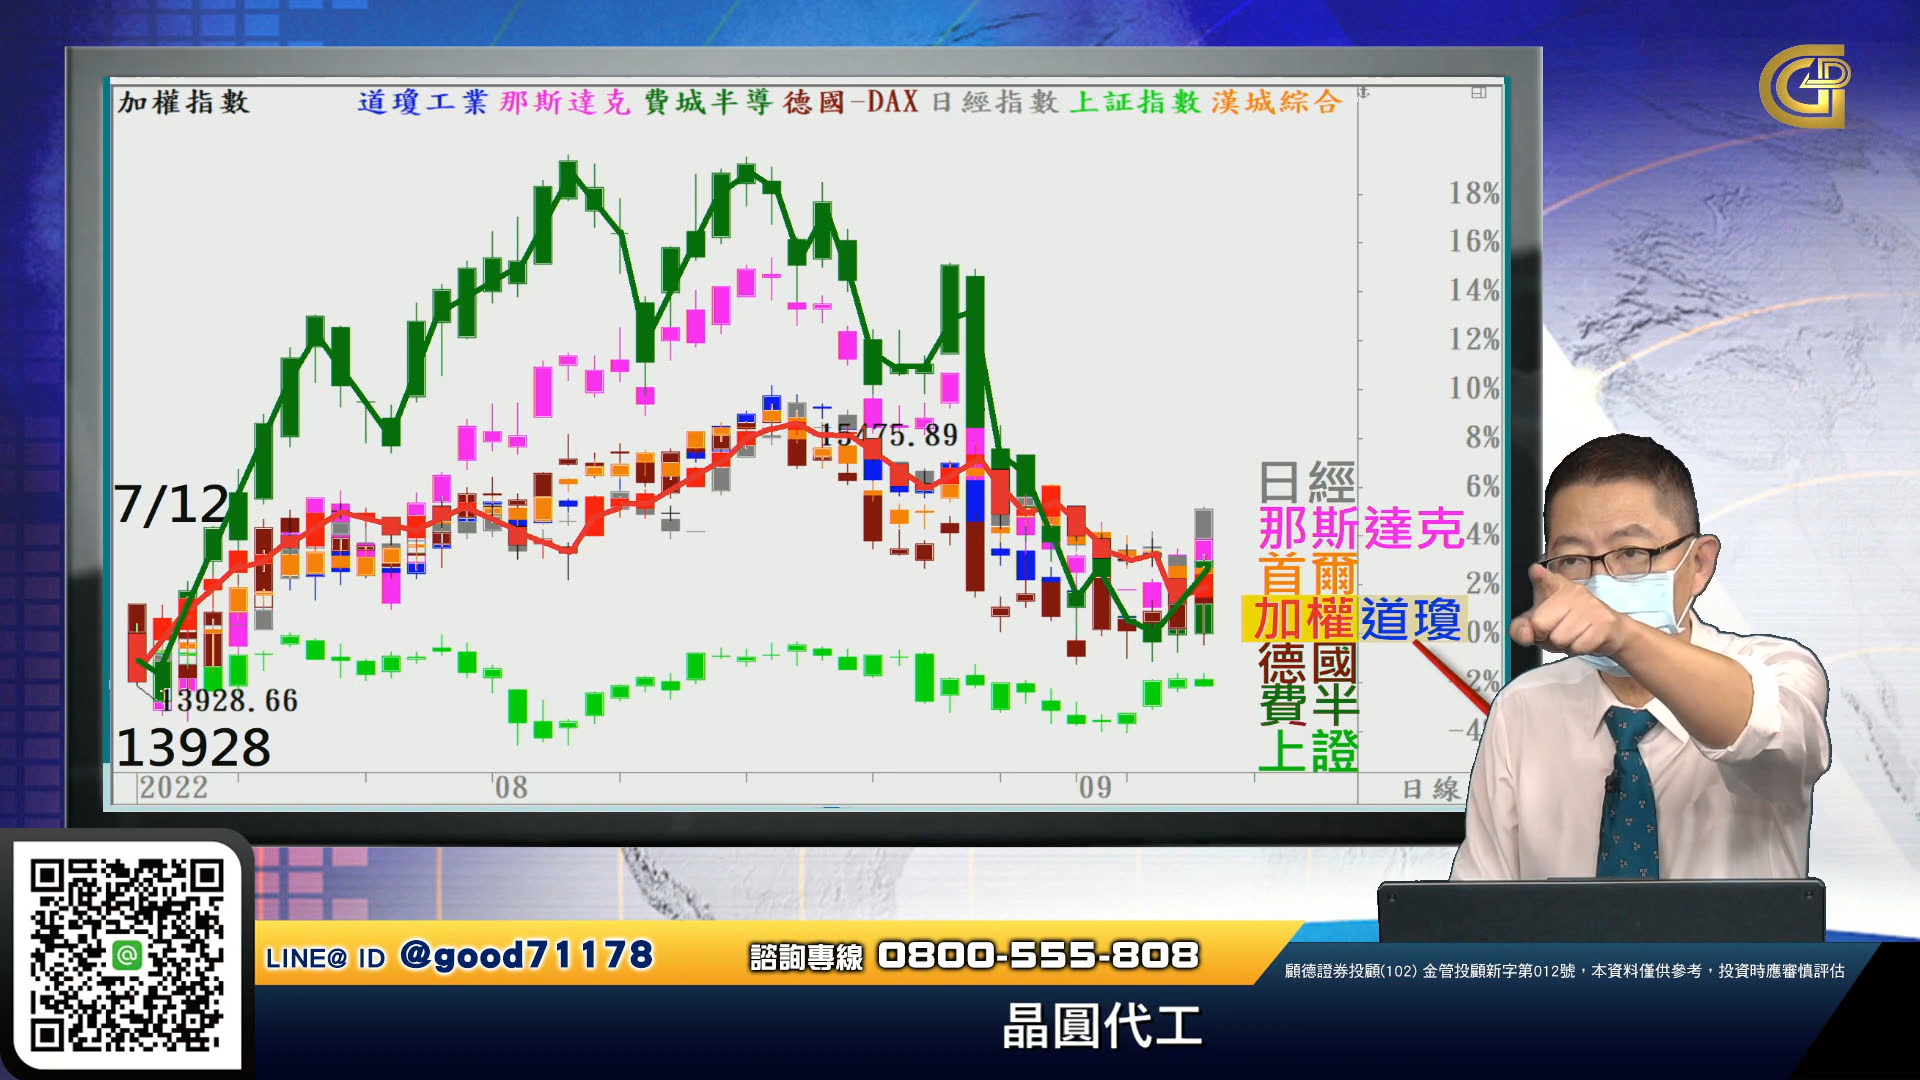 加權指數 道瓊工業 那斯達克 費城半導 德國-DAX 日經指數 上証指數 漢城綜合
18%
16%
14%
12%
10%
8%
6%
4%
2%
0%
-2%
-4
15475.89
7/12
13928.66
13928
日經
那斯達克
首爾
加權道瓊
德國
費半
上證
2022 08 09 日線
LINE@ ID @good71178 諮詢專線 0800-555-808
顧德證券投顧(102) 金管投顧新字第012號，本資料僅供參考，投資時應審慎評估
晶圓代工